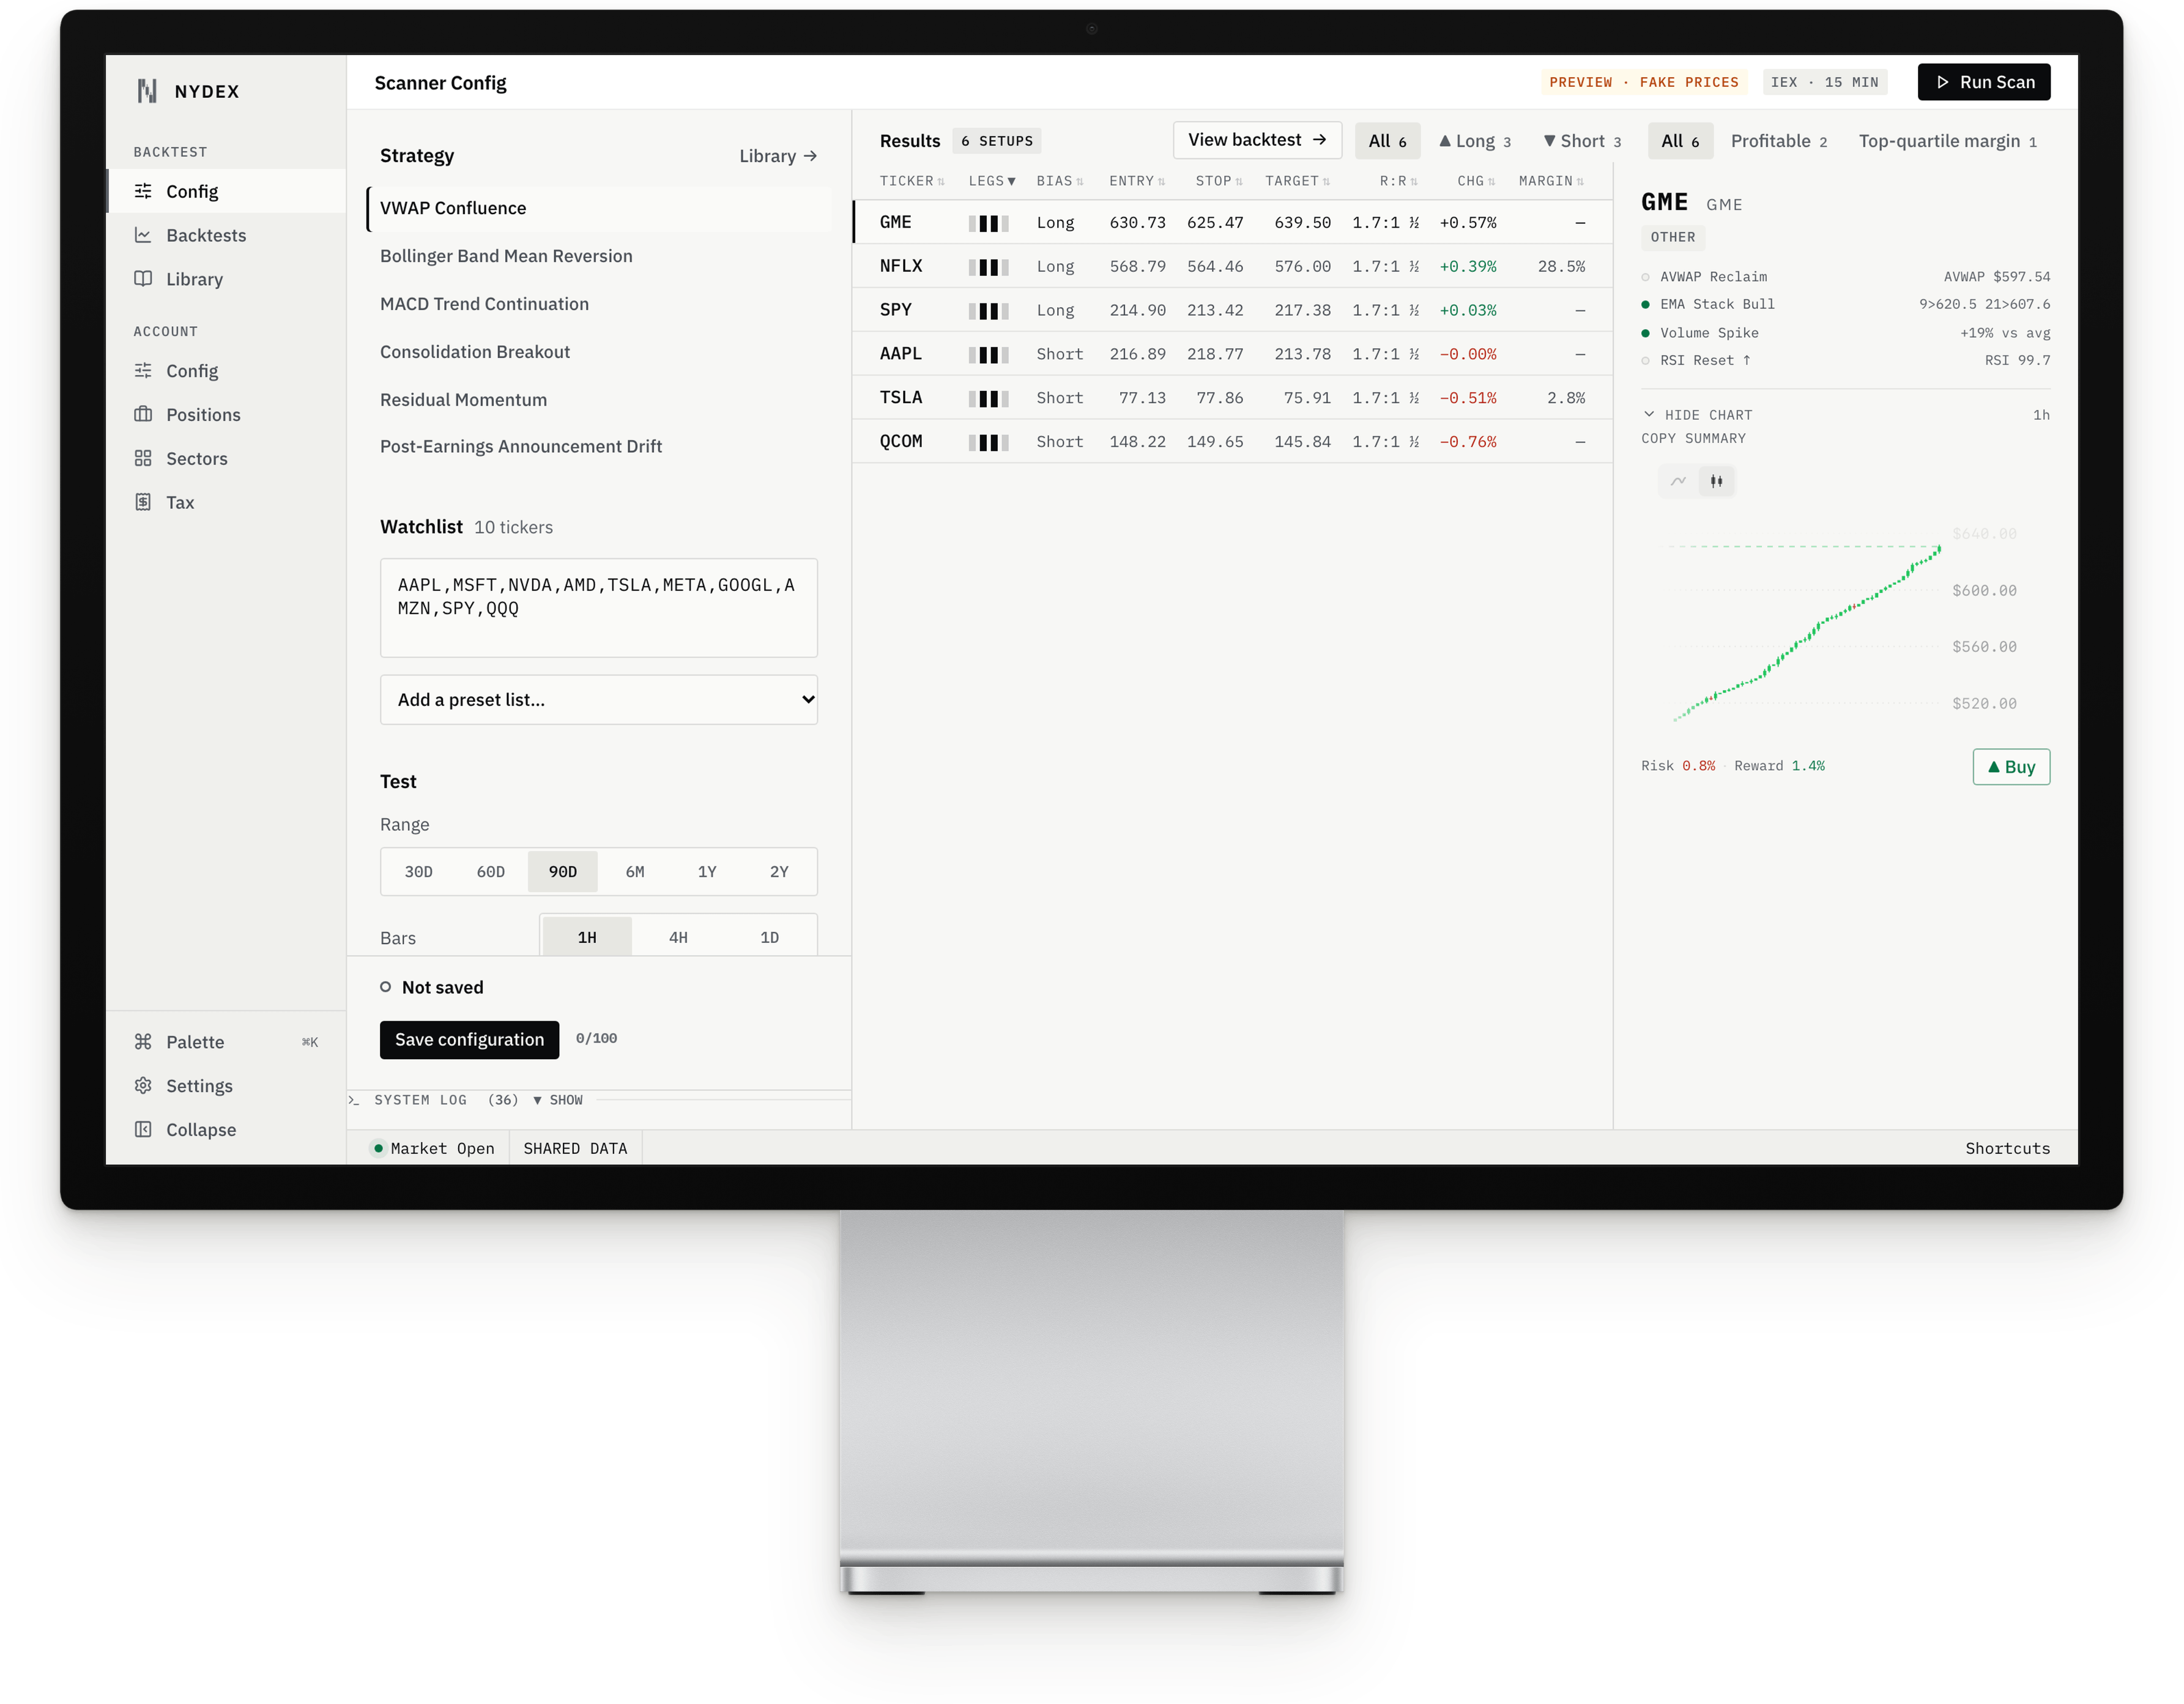 NYDEX
BACKTEST
Config
Backtests
Library
ACCOUNT
Config
Positions
Sectors
Tax
Palette ⌘K
Settings
Collapse
Scanner Config
PREVIEW · FAKE PRICES
IEX · 15 MIN
Run Scan
Strategy
Library →
VWAP Confluence
Bollinger Band Mean Reversion
MACD Trend Continuation
Consolidation Breakout
Residual Momentum
Post-Earnings Announcement Drift
Watchlist 10 tickers
AAPL,MSFT,NVDA,AMD,TSLA,META,GOOGL,A
MZN,SPY,QQQ
Add a preset list...
Test
Range
30D 60D 90D 6M 1Y 2Y
Bars 1H 4H 1D
Not saved
Save configuration 0/100
SYSTEM LOG (36) ▼ SHOW
Results 6 SETUPS
View backtest →
All 6 ▲ Long 3 ▼ Short 3
All 6 Profitable 2 Top-quartile margin 1
TICKER⇅ LEGS▼ BIAS⇅ ENTRY⇅ STOP⇅ TARGET⇅ R:R⇅ CHG⇅ MARGIN⇅
GME Long 630.73 625.47 639.50 1.7:1 ½ +0.57% —
NFLX Long 568.79 564.46 576.00 1.7:1 ½ +0.39% 28.5%
SPY Long 214.90 213.42 217.38 1.7:1 ½ +0.03% —
AAPL Short 216.89 218.77 213.78 1.7:1 ½ −0.00% —
TSLA Short 77.13 77.86 75.91 1.7:1 ½ −0.51% 2.8%
QCOM Short 148.22 149.65 145.84 1.7:1 ½ −0.76% —
GME GME
OTHER
AVWAP Reclaim AVWAP $597.54
EMA Stack Bull 9>620.5 21>607.6
Volume Spike +19% vs avg
RSI Reset ↑ RSI 99.7
HIDE CHART 1h
COPY SUMMARY
$640.00
$600.00
$560.00
$520.00
Risk 0.8% · Reward 1.4%
▲ Buy
Market Open
SHARED DATA
Shortcuts